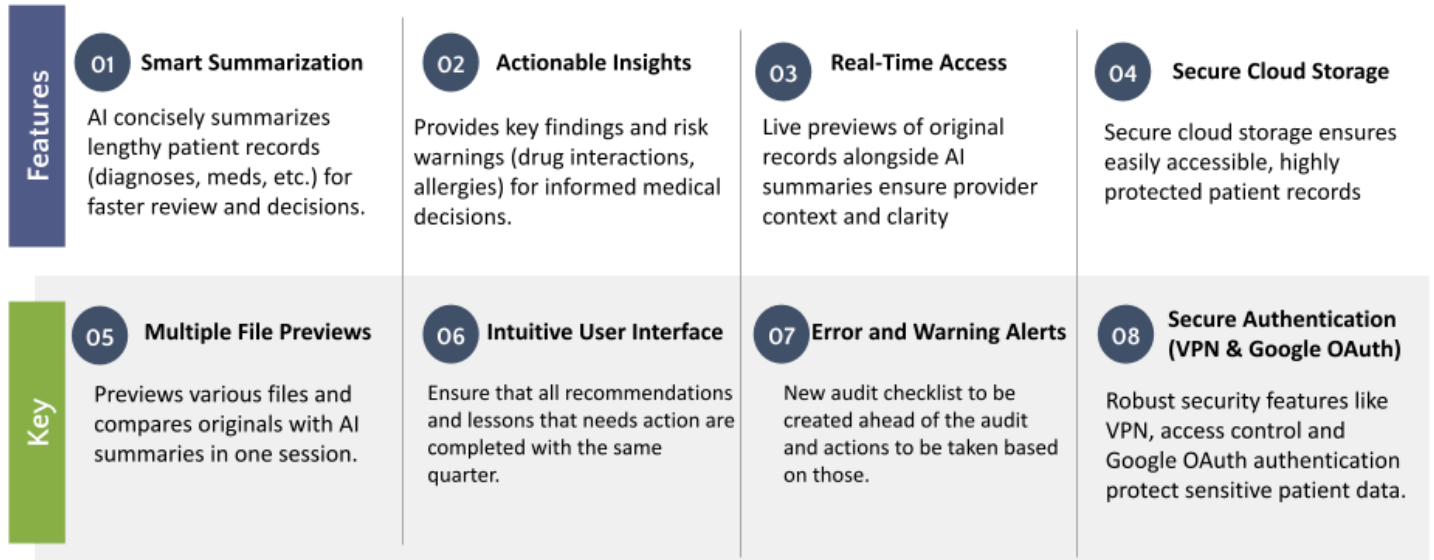 Features
01
Smart Summarization
AI concisely summarizes
lengthy patient records
(diagnoses, meds, etc.) for
faster review and decisions.
02
Actionable Insights
Provides key findings and risk
warnings (drug interactions,
allergies) for informed medical
decisions.
03
Real-Time Access
Live previews of original
records alongside AI
summaries ensure provider
context and clarity
04
Secure Cloud Storage
Secure cloud storage ensures
easily accessible, highly
protected patient records
Key
05
Multiple File Previews
Previews various files and
compares originals with AI
summaries in one session.
06
Intuitive User Interface
Ensure that all recommendations
and lessons that needs action are
completed with the same
quarter.
07
Error and Warning Alerts
New audit checklist to be
created ahead of the audit
and actions to be taken based
on those.
08
Secure Authentication
(VPN & Google OAuth)
Robust security features like
VPN, access control and
Google OAuth authentication
protect sensitive patient data.